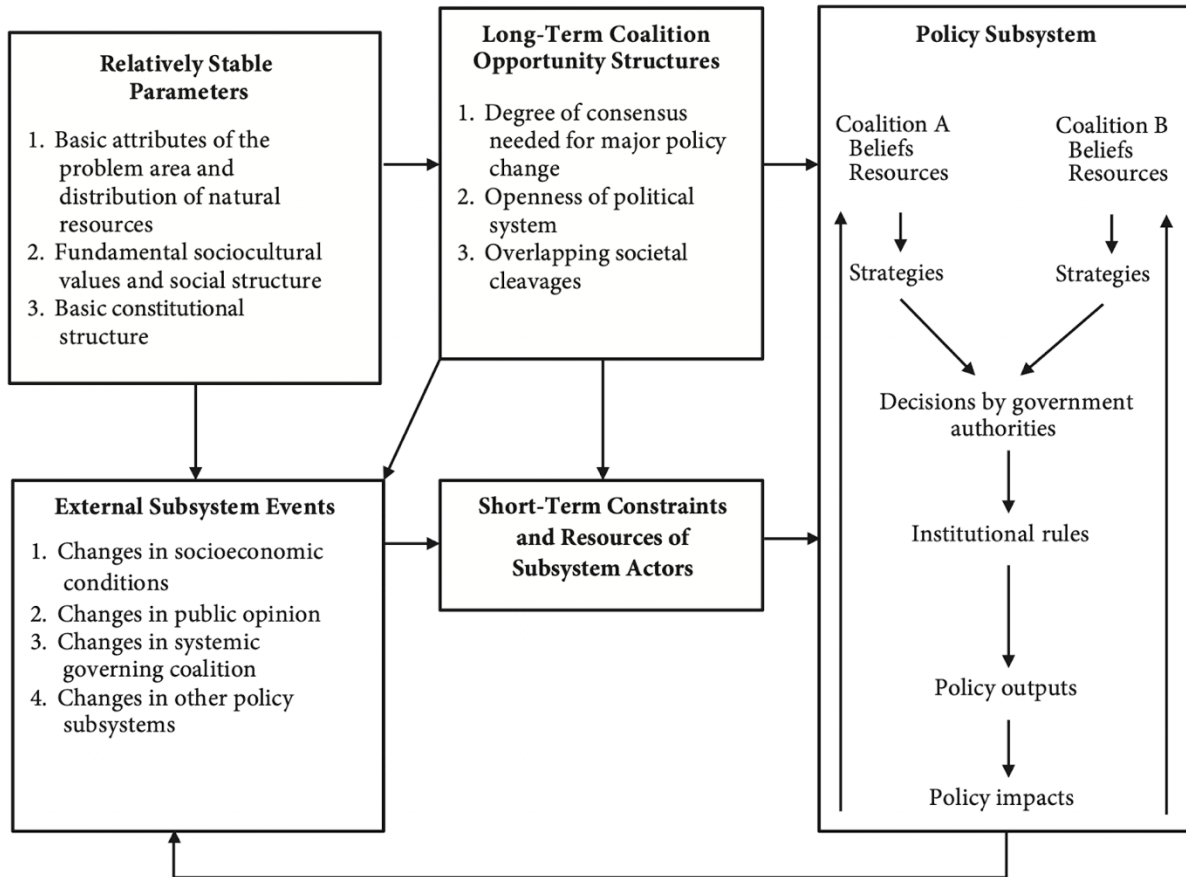 Relatively Stable
Parameters
1. Basic attributes of the
problem area and
distribution of natural
resources
2. Fundamental sociocultural
values and social structure
3. Basic constitutional
structure
Long-Term Coalition
Opportunity Structures
1. Degree of consensus
needed for major policy
change
2. Openness of political
system
3. Overlapping societal
cleavages
Policy Subsystem
Coalition A
Beliefs
Resources
Coalition B
Beliefs
Resources
Strategies
Strategies
Decisions by government
authorities
Institutional rules
Policy outputs
Policy impacts
External Subsystem Events
1. Changes in socioeconomic
conditions
2. Changes in public opinion
3. Changes in systemic
governing coalition
4. Changes in other policy
subsystems
Short-Term Constraints
and Resources of
Subsystem Actors